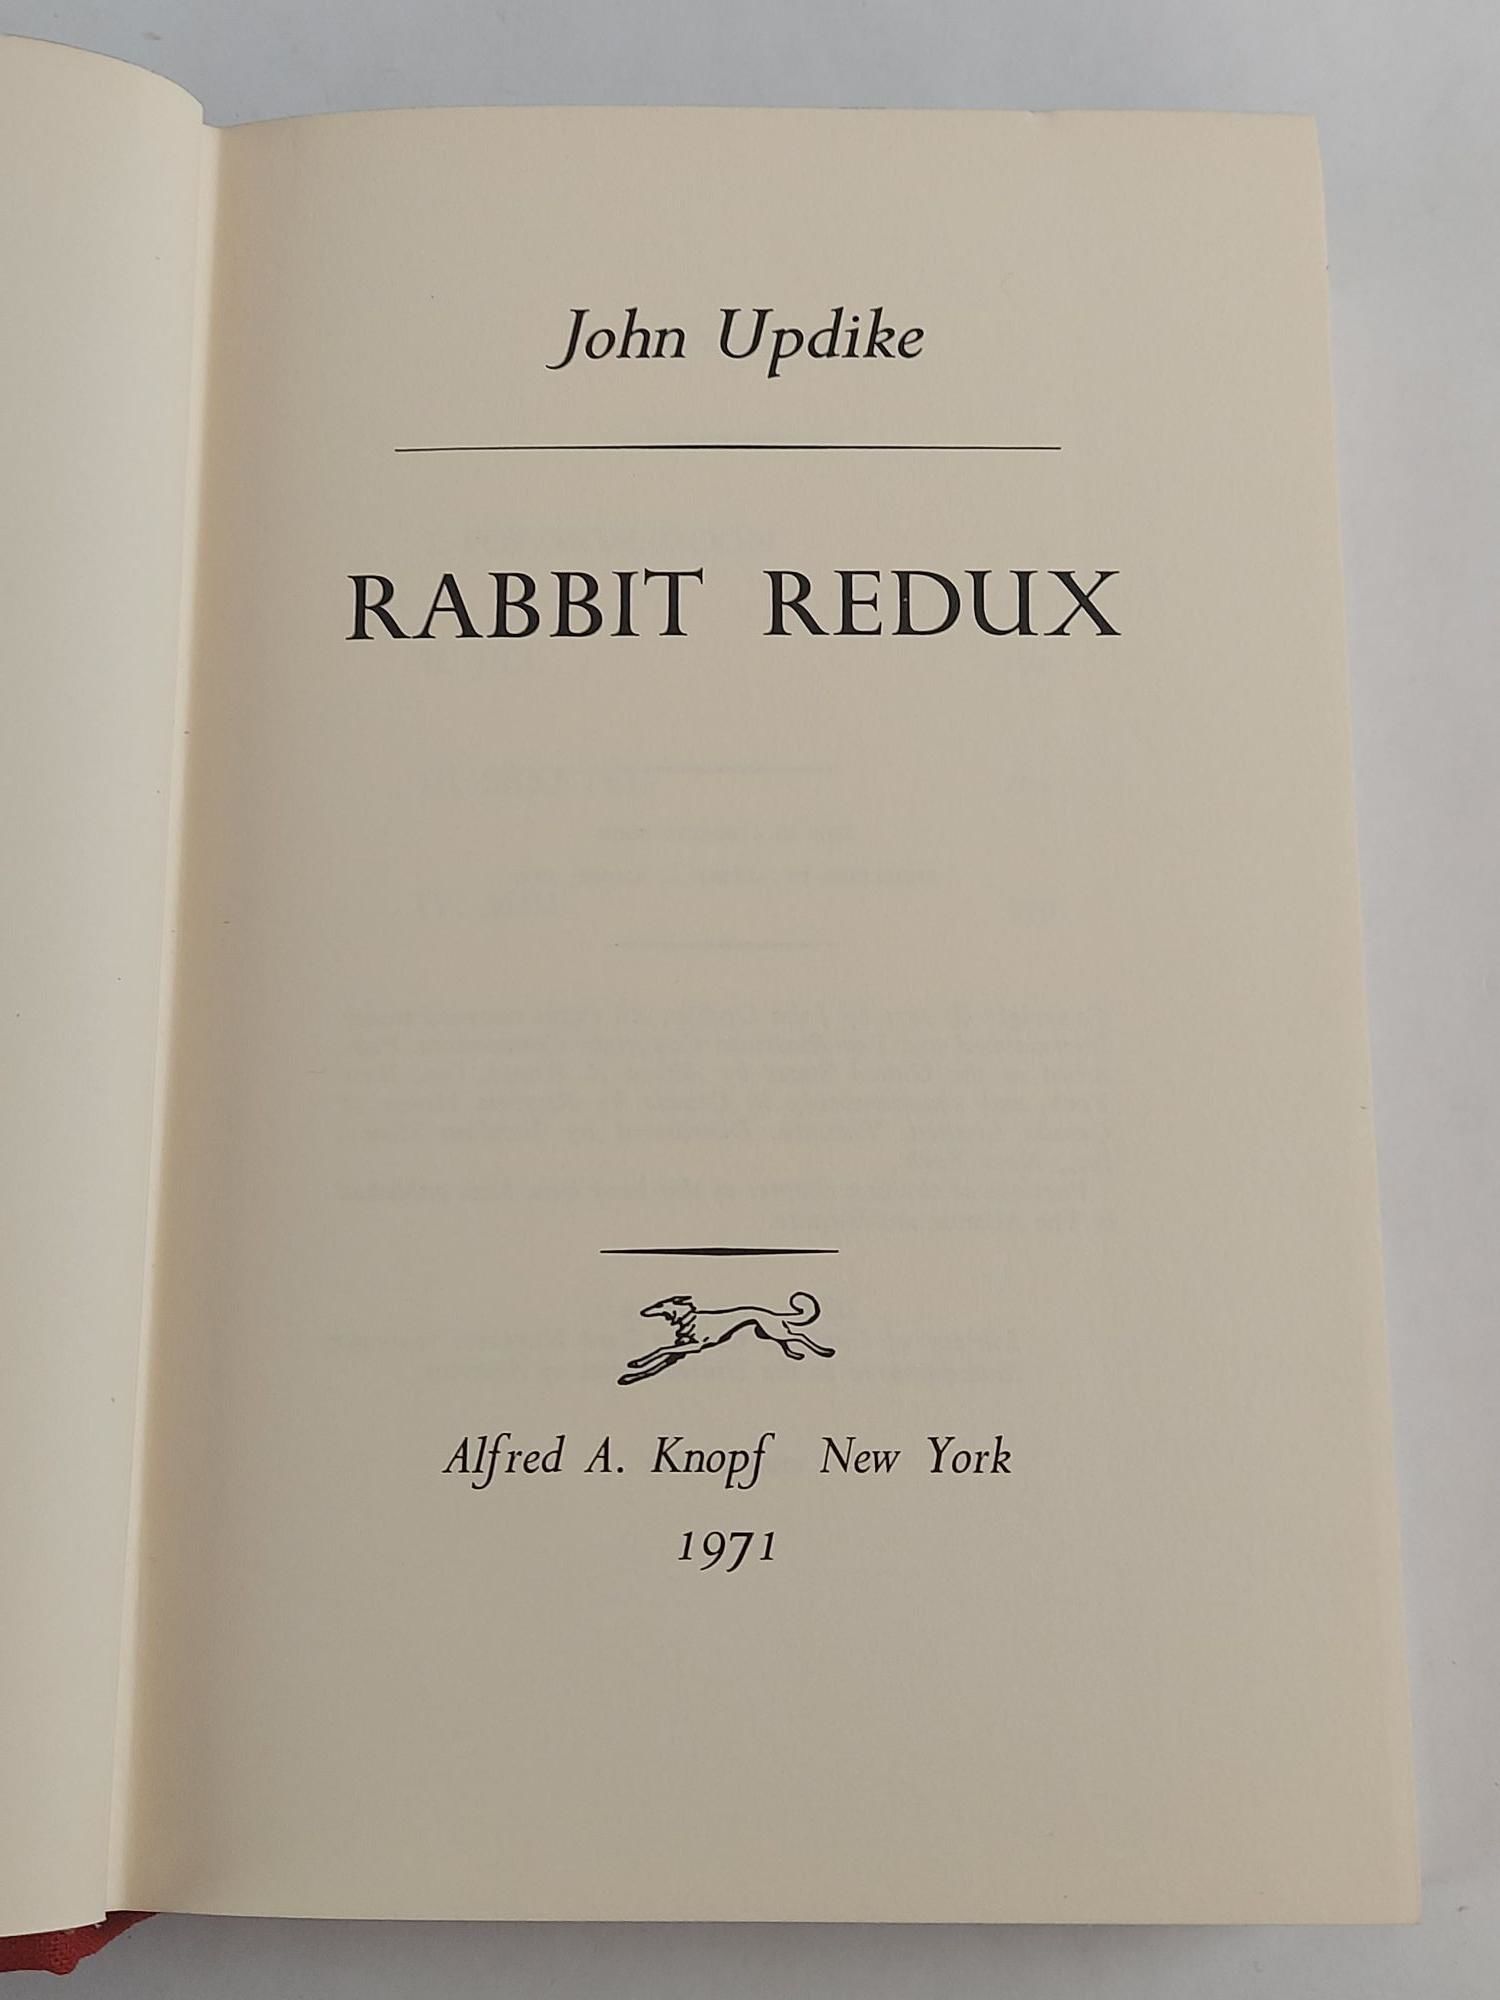 John Updike
RABBIT REDUX
Alfred A. Knopf New York
1971